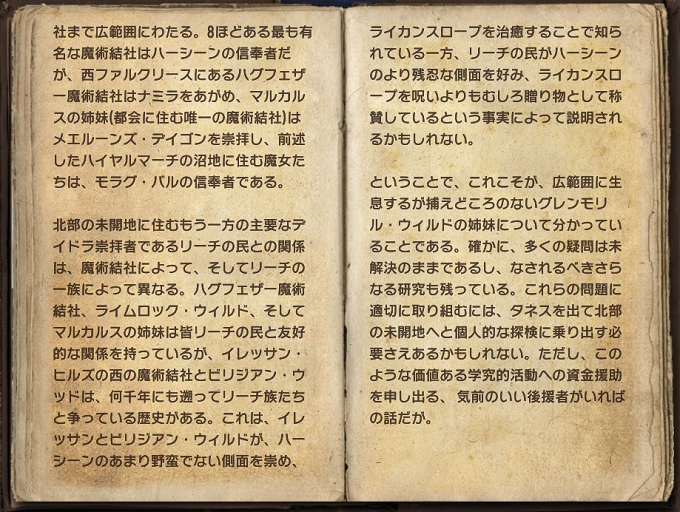 社まで広範囲にわたる。8ほどある最も有
名な魔術結社はハーシーンの信奉者だ
が、西ファルクリースにあるハグフェザ
ー魔術結社はナミラをあがめ、マルカル
スの姉妹(都会に住む唯一の魔術結社)は
メエルーンズ・デイゴンを崇拝し、前述
したハイヤルマーチの沼地に住む魔女た
ちは、モラグ・バルの信奉者である。

北部の未開地に住むもう一方の主要なデ
イドラ崇拝者であるリーチの民との関係
は、魔術結社によって、そしてリーチの
一族によって異なる。ハグフェザー魔術
結社、ライムロック・ウィルド、そして
マルカルスの姉妹は皆リーチの民と友好
的な関係を持っているが、イレッサン・
ヒルズの西の魔術結社とビリジアン・ウ
ッドは、何千年にも遡ってリーチ族たち
と争っている歴史がある。これは、イレ
ッサンとビリジアン・ウィルドが、ハー
シーンのあまり野蛮でない側面を崇め、
ライカンスロープを治癒することで知ら
れている一方、リーチの民がハーシーン
のより残忍な側面を好み、ライカンスロ
ープを呪いよりもむしろ贈り物として称
賛しているという事実によって説明され
るかもしれない。

ということで、これこそが、広範囲に生
息するが捕えどころのないグレンモリ
ル・ウィルドの姉妹について分かってい
ることである。確かに、多くの疑問は未
解決のままであるし、なされるべきさら
なる研究も残っている。これらの問題に
適切に取り組むには、タネスを出て北部
の未開地へと個人的な探検に乗り出す必
要さえあるかもしれない。ただし、この
ような価値ある学究的活動への資金援助
を申し出る、気前のいい後援者がいれば
の話だが。